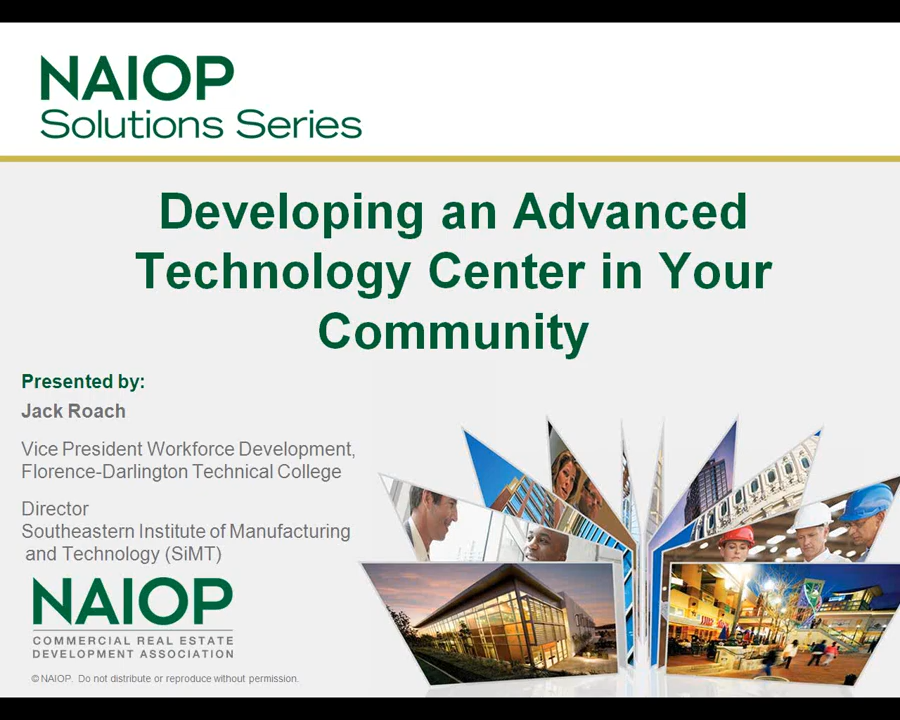 NAIOP
Solutions Series
Developing an Advanced
Technology Center in Your
Community
Presented by:
Jack Roach
Vice President Workforce Development,
Florence-Darlington Technical College
Director
Southeastern Institute of Manufacturing
and Technology (SiMT)
NAIOP
COMMERCIAL REAL ESTATE
DEVELOPMENT ASSOCIATION
© NAIOP. Do not distribute or reproduce without permission.